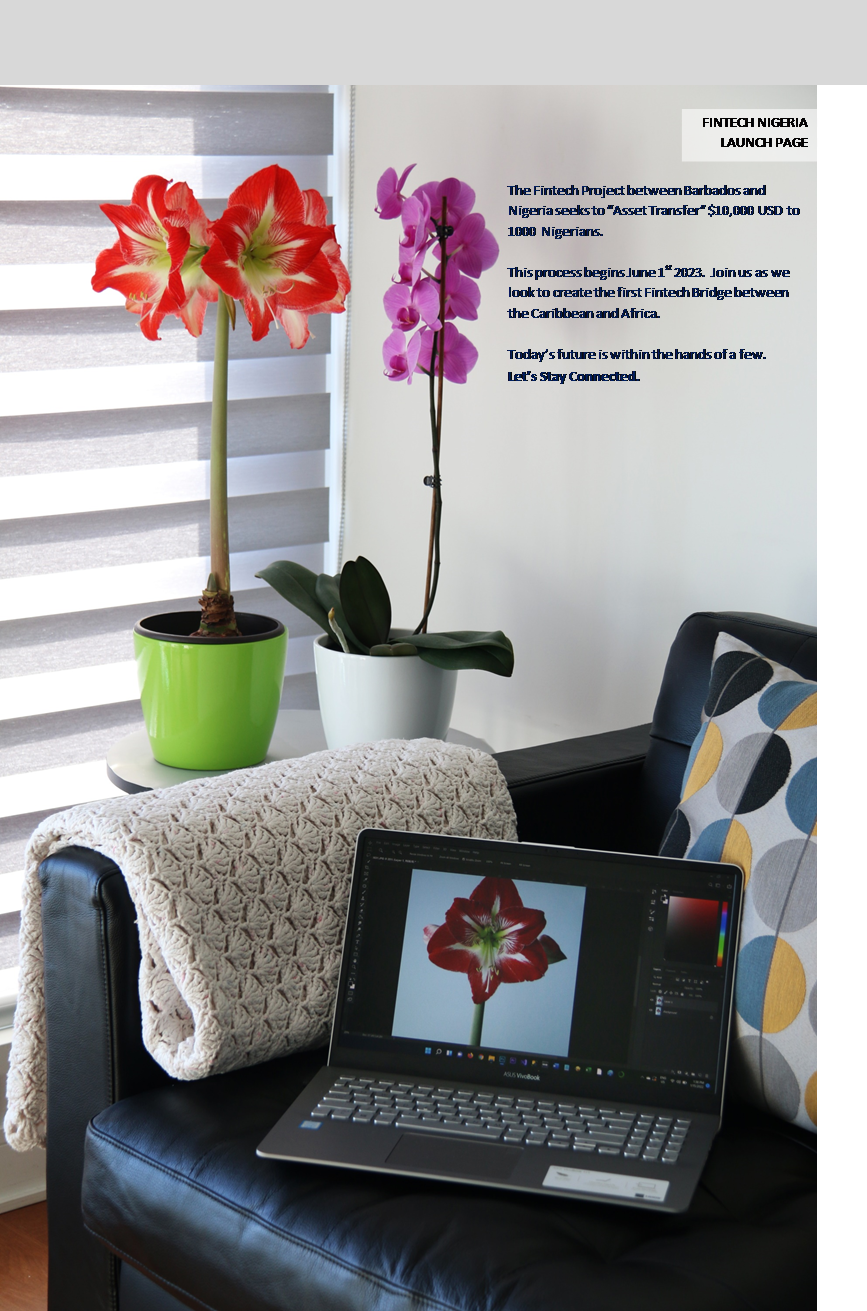 FINTECH NIGERIA
LAUNCH PAGE
The Fintech Project between Barbados and
Nigeria seeks to "Asset Transfer" $10,000 USD to
1000 Nigerians.
This process begins June 1st 2023. Join us as we
look to create the first Fintech Bridge between
the Caribbean and Africa.
Today's future is within the hands of a few.
Let's Stay Connected.
ASUS VivoBook